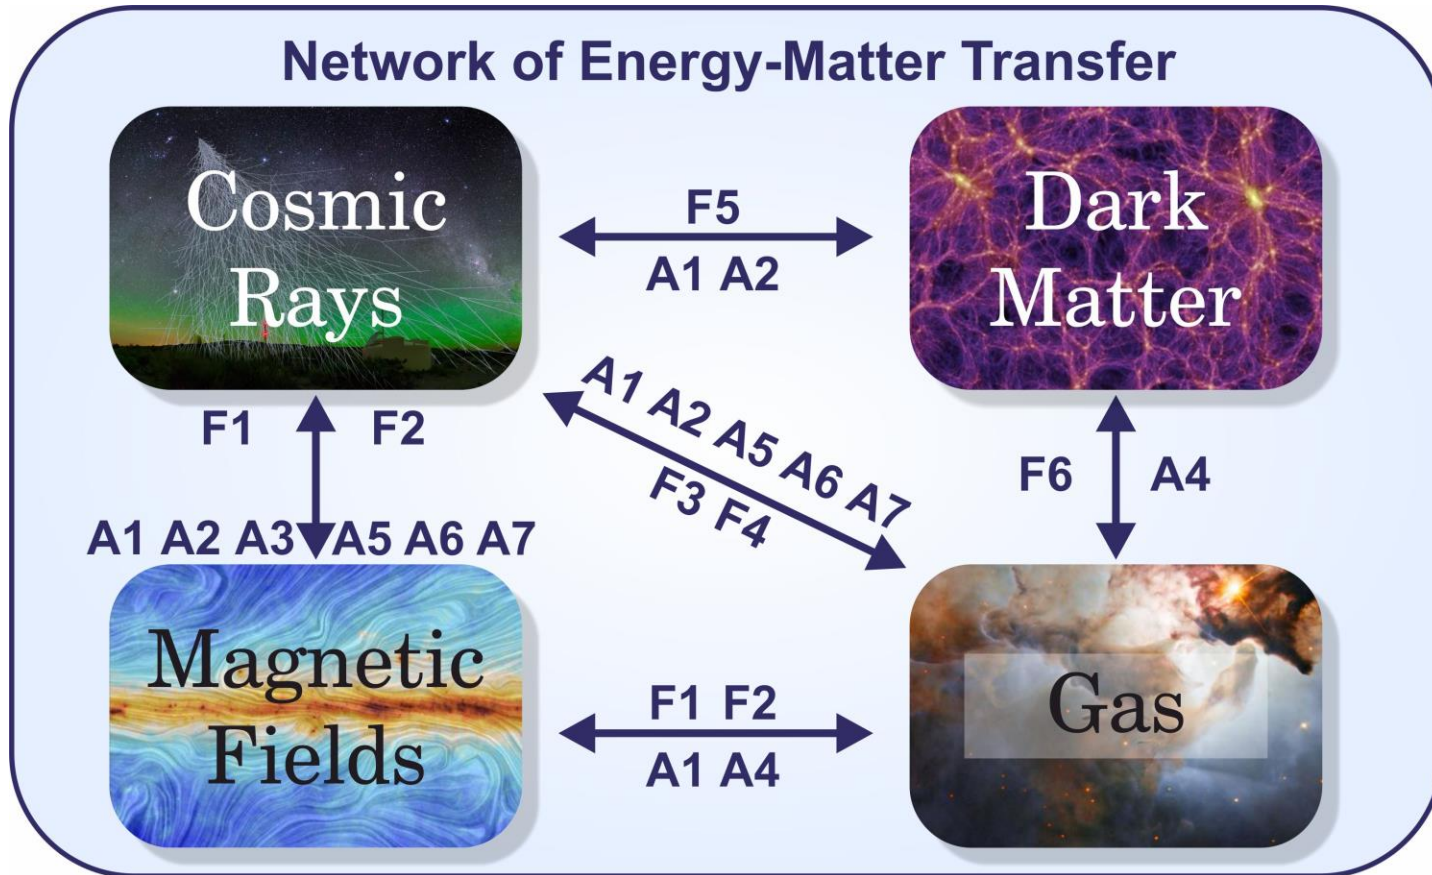 Network of Energy-Matter Transfer
Cosmic
Rays
F5
A1 A2
Dark
Matter
F1 F2
A1 A2 A3 A5 A6 A7
A1 A2 A5 A6 A7
F3 F4
F6 A4
Magnetic
Fields
F1 F2
A1 A4
Gas